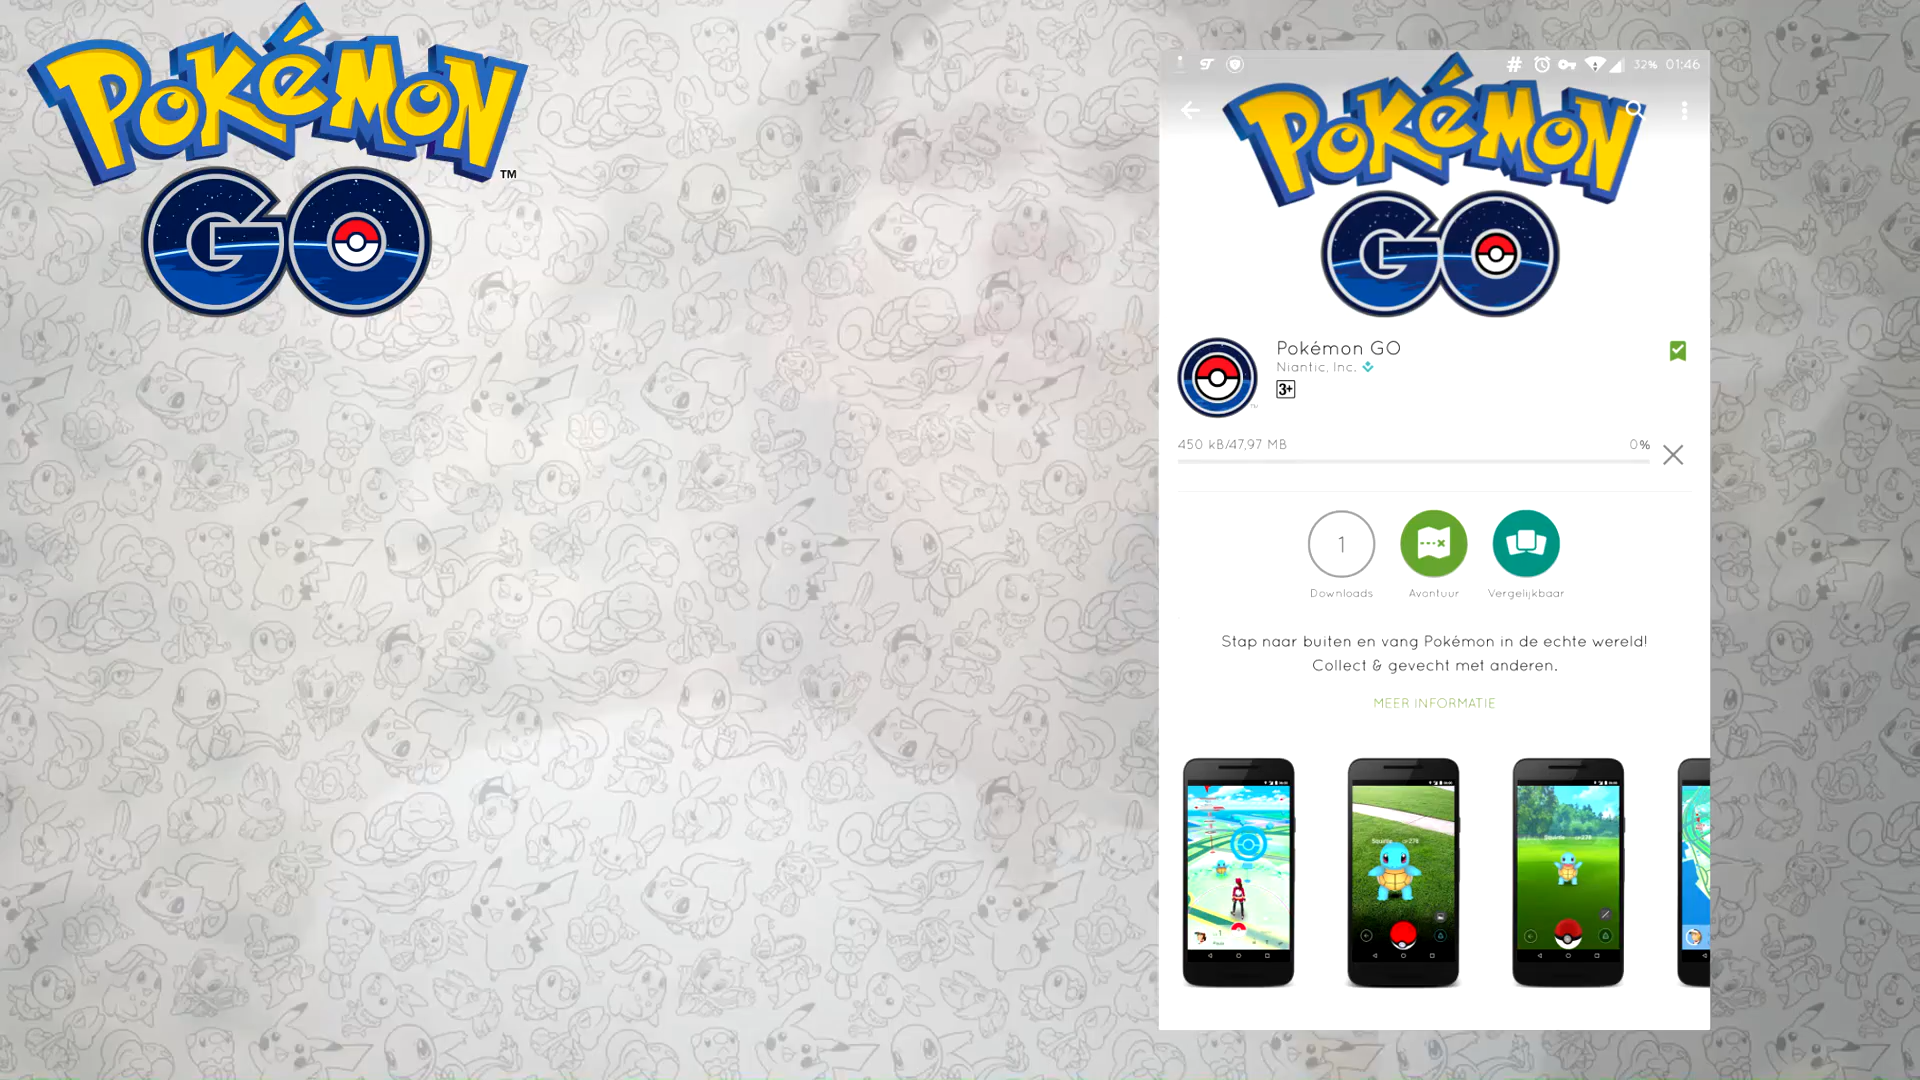 POKéMON
TM
GO
32% 01:46
POKéMON
GO
Pokémon GO
Niantic, Inc.
3+
450 kB/47,97 MB 0%
1
Downloads Avontuur Vergelijkbaar
Stap naar buiten en vang Pokémon in de echte wereld!
Collect & gevecht met anderen.
MEER INFORMATIE